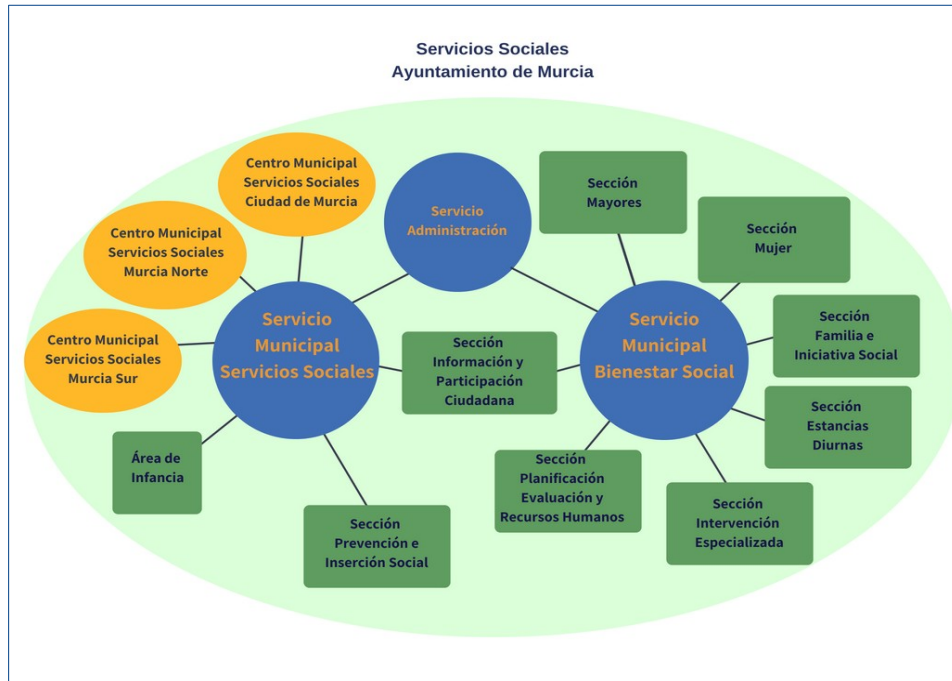 Servicios Sociales
Ayuntamiento de Murcia
Centro Municipal
Servicios Sociales
Ciudad de Murcia
Centro Municipal
Servicios Sociales
Murcia Norte
Centro Municipal
Servicios Sociales
Murcia Sur
Servicio
Administración
Servicio
Municipal
Servicios Sociales
Servicio
Municipal
Bienestar Social
Sección
Mayores
Sección
Mujer
Sección
Familia e
Iniciativa Social
Sección
Estancias
Diurnas
Sección
Intervención
Especializada
Sección
Planificación
Evaluación y
Recursos Humanos
Sección
Información y
Participación
Ciudadana
Área de
Infancia
Sección
Prevención e
Inserción Social